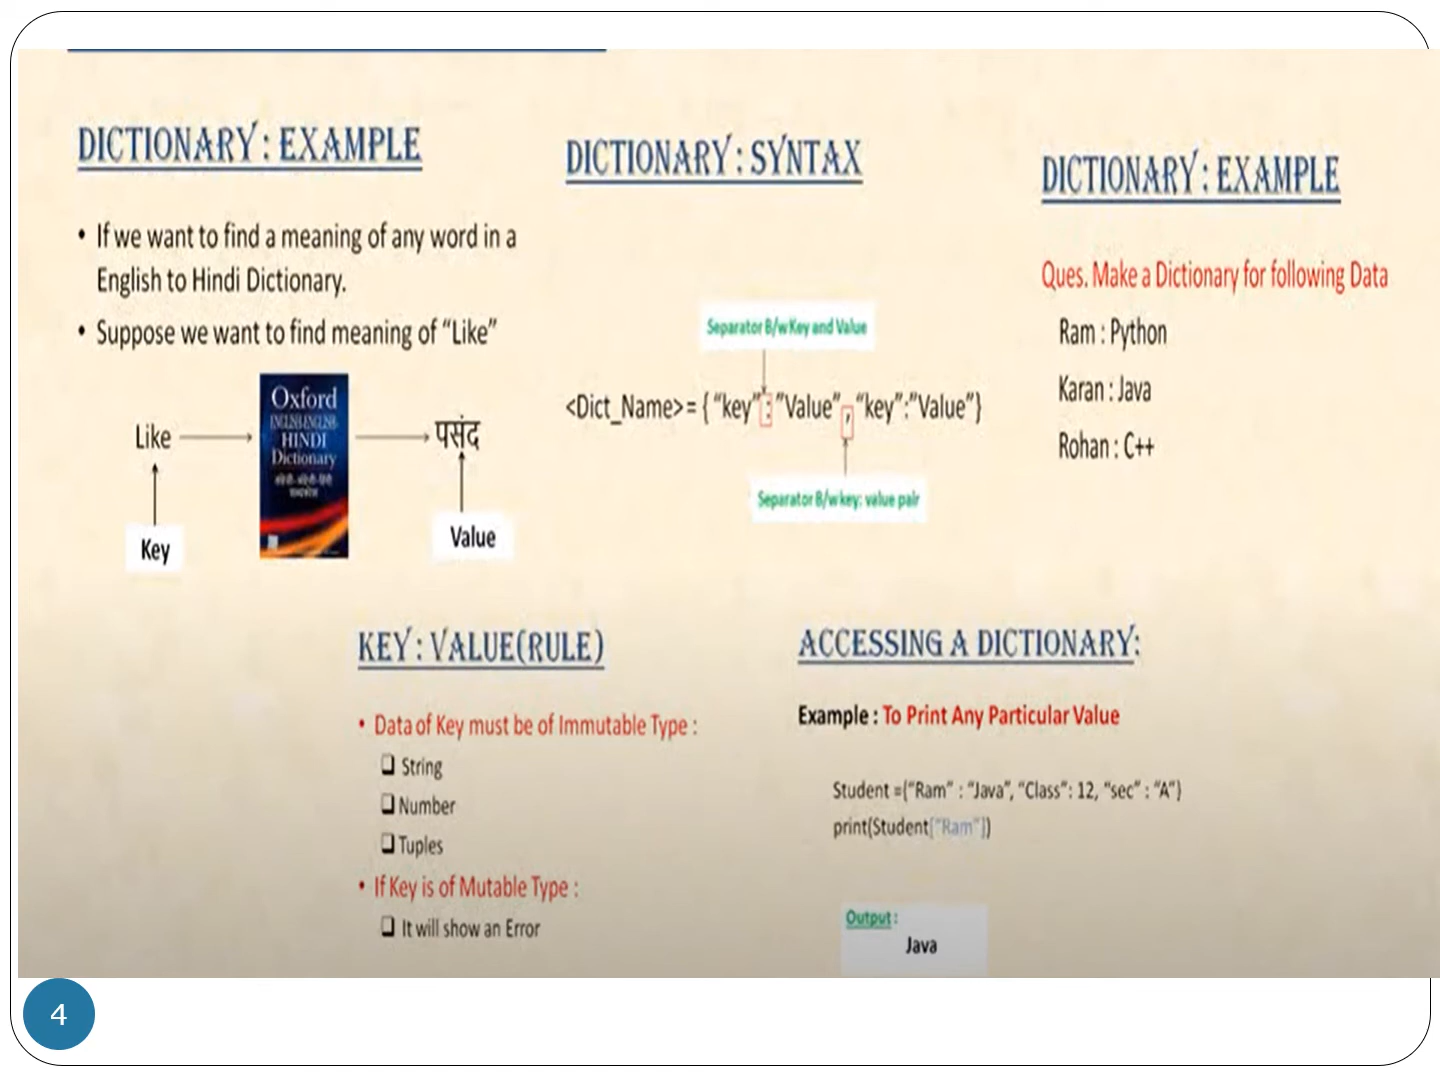 DICTIONARY : EXAMPLE
• If we want to find a meaning of any word in a
English to Hindi Dictionary.
• Suppose we want to find meaning of “Like”
Like
Oxford
HINDI
Dictionary
पसंद
Key
Value
DICTIONARY : SYNTAX
Separator B/w Key and Value
<Dict_Name>= { “key” : ”Value” , “key”:”Value”}
Separator B/w key: value pair
DICTIONARY : EXAMPLE
Ques. Make a Dictionary for following Data
Ram : Python
Karan : Java
Rohan : C++
KEY : VALUE(RULE)
• Data of Key must be of Immutable Type :
❑ String
❑ Number
❑ Tuples
• If Key is of Mutable Type :
❑ It will show an Error
ACCESSING A DICTIONARY:
Example : To Print Any Particular Value
Student ={“Ram” : “Java”, “Class”: 12, “sec” : “A”}
print(Student[“Ram”])
Output :
Java
4